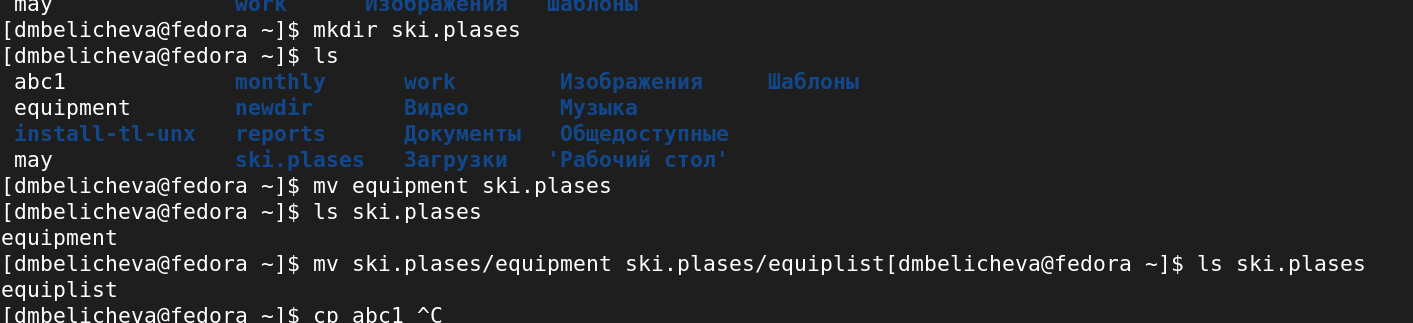 may work Изображения Шаблоны
[dmbelicheva@fedora ~]$ mkdir ski.plases
[dmbelicheva@fedora ~]$ ls
abc1 monthly work Изображения Шаблоны
equipment newdir Видео Музыка
install-tl-unx reports Документы Общедоступные
may ski.plases Загрузки 'Рабочий стол'
[dmbelicheva@fedora ~]$ mv equipment ski.plases
[dmbelicheva@fedora ~]$ ls ski.plases
equipment
[dmbelicheva@fedora ~]$ mv ski.plases/equipment ski.plases/equiplist[dmbelicheva@fedora ~]$ ls ski.plases
equiplist
[dmbelicheva@fedora ~]$ cp abc1 ^C